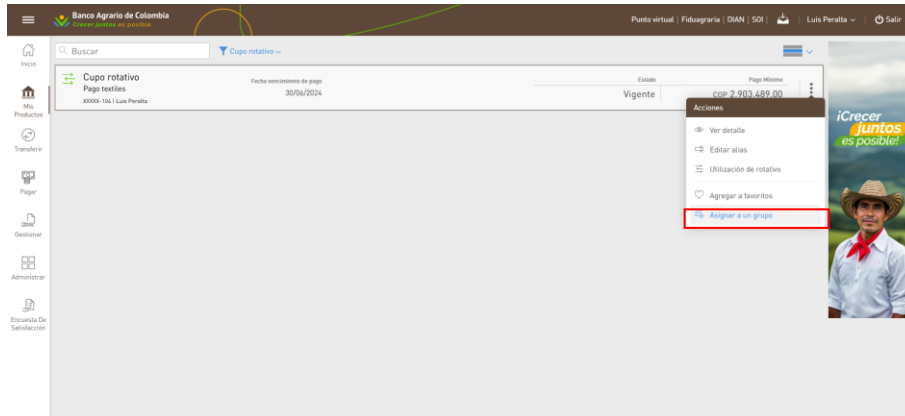 Banco Agrario de Colombia
Crecer juntos es posible
Punto virtual | Fiduagraria | DIAN | SOI | Luis Peralta Salir
Inicio
Mis Productos
Transferir
Pagar
Gestionar
Administrar
Encuesta De Satisfacción
Buscar
Cupo rotativo
Cupo rotativo
Pago textiles
XXXXX-104 | Luis Peralta
Fecha vencimiento de pago
30/06/2024
Estado
Vigente
Pago Mínimo
COP 2.903.489,00
Acciones
Ver detalle
Editar alias
Utilización de rotativo
Agregar a favoritos
Asignar a un grupo
¡Crecer
juntos
es posible!